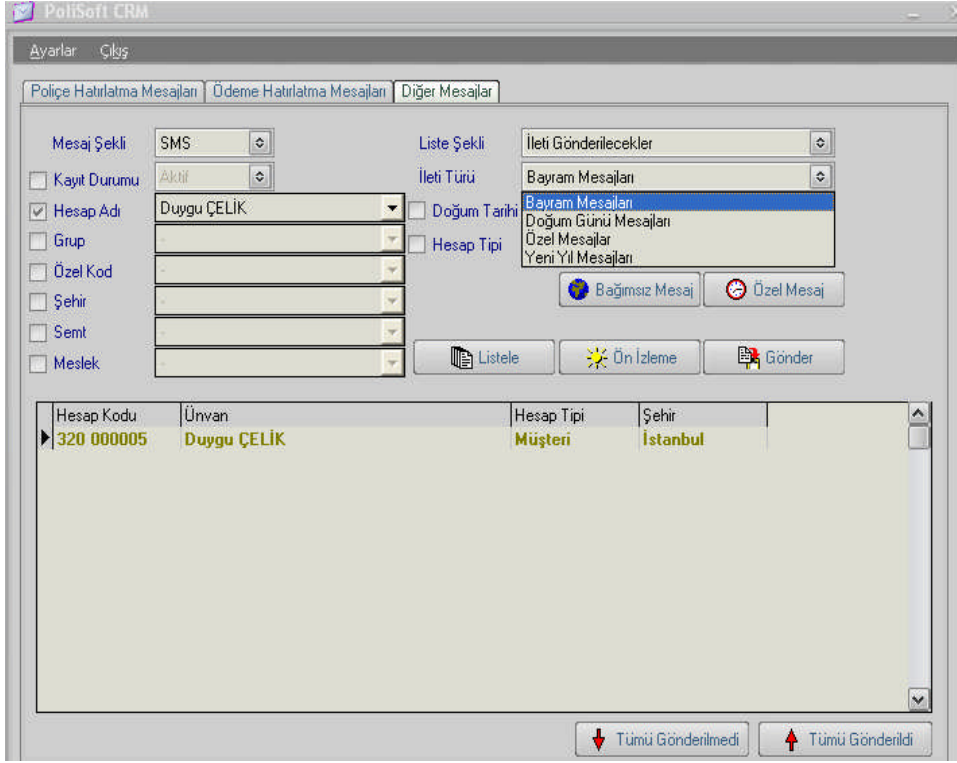 PoliSoft CRM
Ayarlar Çıkış
Poliçe Hatırlatma Mesajları Ödeme Hatırlatma Mesajları Diğer Mesajlar
Mesaj Şekli SMS Liste Şekli İleti Gönderilecekler
Kayıt Durumu Aktif İleti Türü Bayram Mesajları
Hesap Adı Duygu ÇELİK Doğum Tarihi Bayram Mesajları
Doğum Günü Mesajları
Grup Hesap Tipi Özel Mesajlar
Yeni Yıl Mesajları
Özel Kod
Şehir Bağımsız Mesaj Özel Mesaj
Semt
Meslek Listele Ön İzleme Gönder
Hesap Kodu Ünvan Hesap Tipi Şehir
320 000005 Duygu ÇELİK Müşteri İstanbul
Tümü Gönderilmedi Tümü Gönderildi